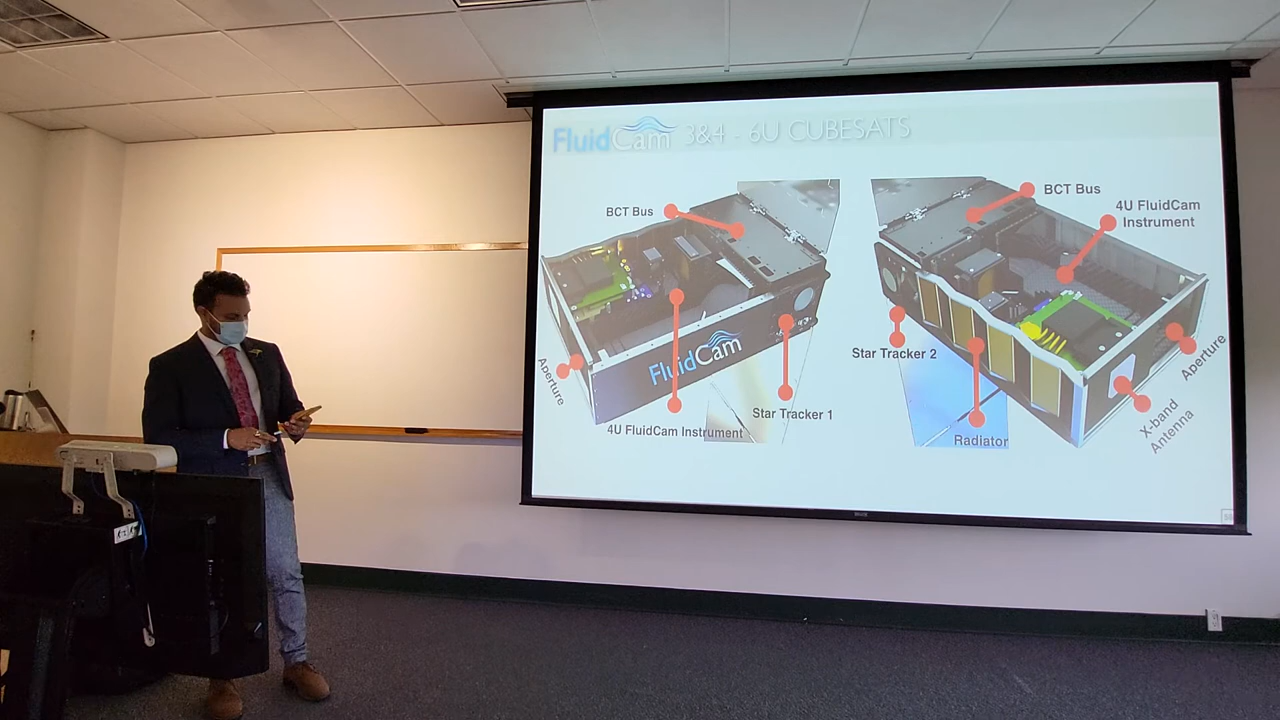 FluidCam 3&4 - 6U CUBESATS
BCT Bus
Aperture
FluidCam
4U FluidCam Instrument
Star Tracker 1
BCT Bus
4U FluidCam
Instrument
Star Tracker 2
Radiator
Aperture
X-band
Antenna